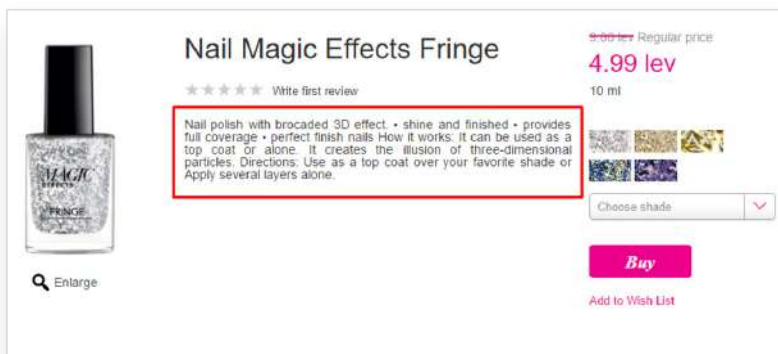 Nail Magic Effects Fringe
Write first review
Nail polish with brocaded 3D effect. • shine and finished • provides
full coverage • perfect finish nails How it works: It can be used as a
top coat or alone. It creates the illusion of three-dimensional
particles. Directions: Use as a top coat over your favorite shade or
Apply several layers alone.
MAGIC
EFFECTS
FRINGE
Enlarge
9.00 lev Regular price
4.99 lev
10 ml
Choose shade
Buy
Add to Wish List